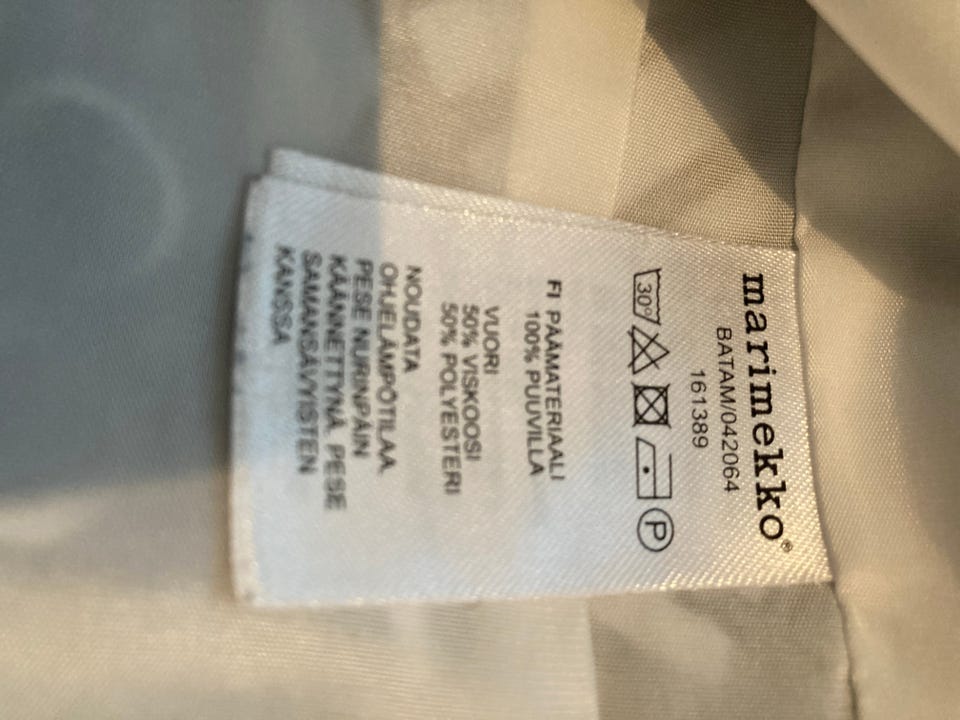 marimekko®
BATAM/042064
161389
30°
P
FI PÄÄMATERIAALI
100% PUUVILLA
VUORI
50% VISKOOSI
50% POLYESTERI
NOUDATA
OHJELÄMPÖTILAA.
PESE NURINPÄIN
KÄÄNNETTYNÄ. PESE
SAMANSÄVYISTEN
KANSSA